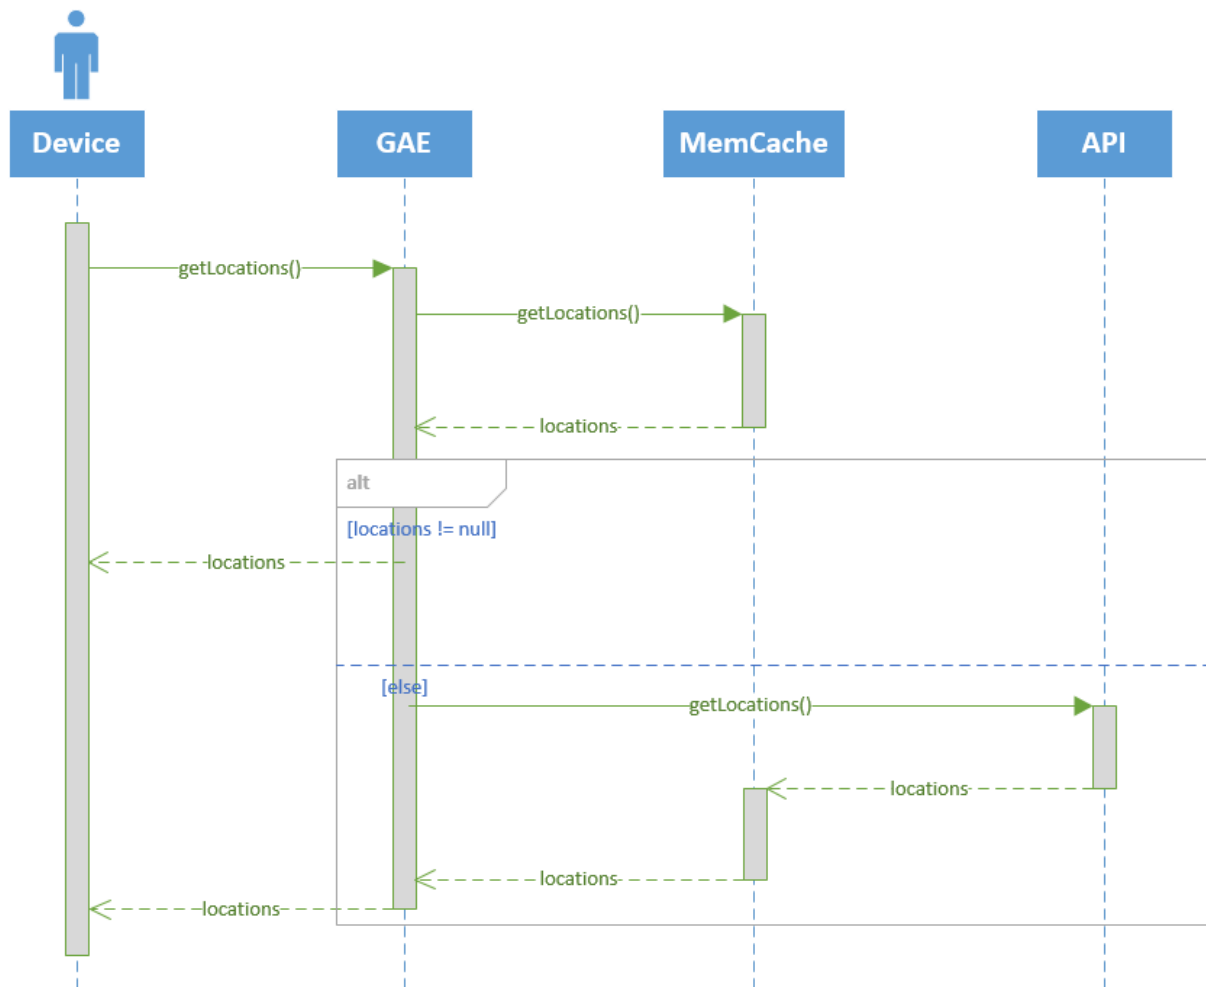 Device
GAE
MemCache
API
getLocations()
getLocations()
locations
alt
[locations != null]
locations
[else]
getLocations()
locations
locations
locations